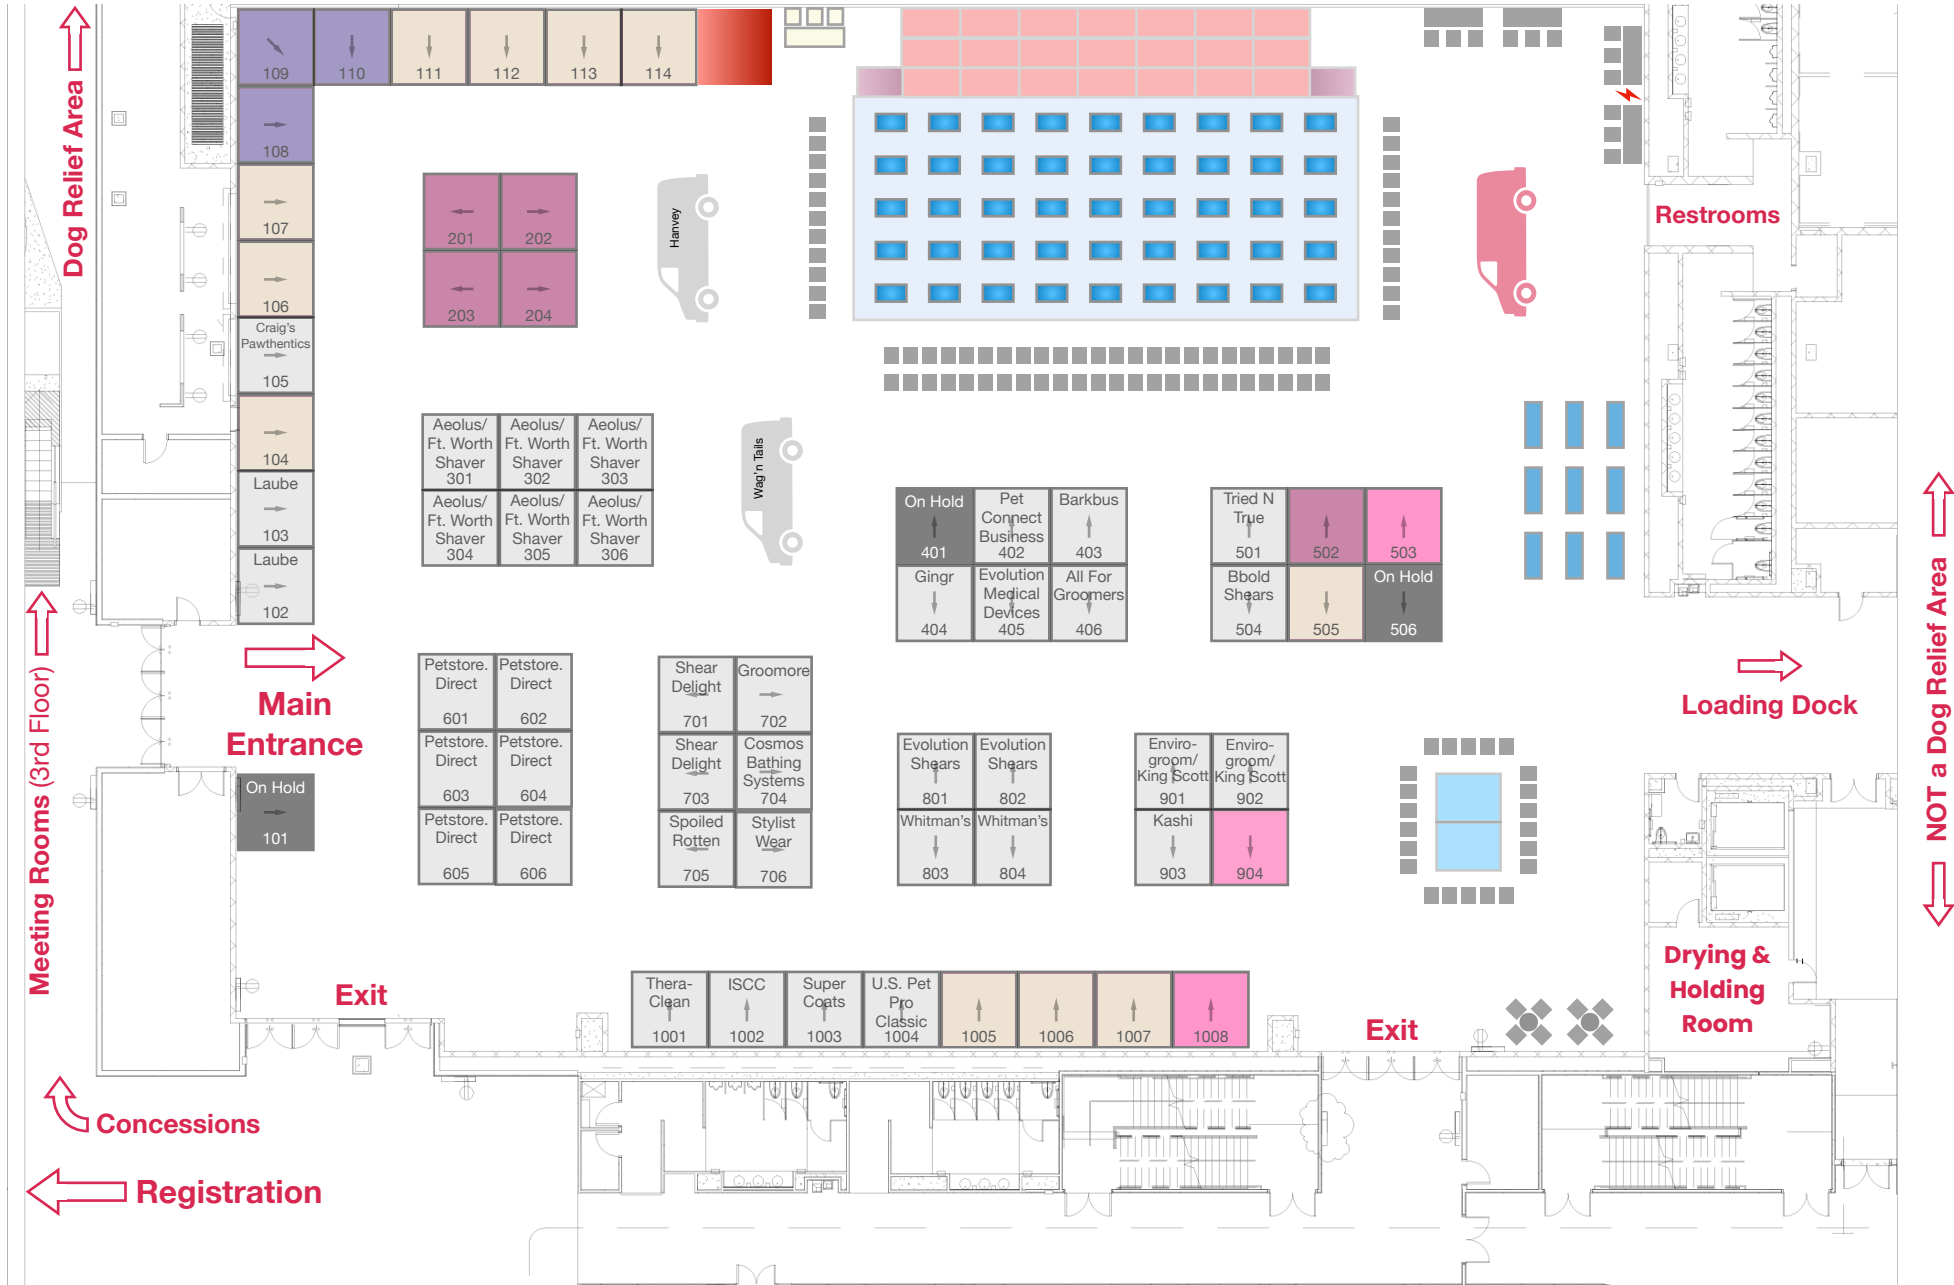 Dog Relief Area
109
110
111
112
113
114
108
107
106
Craig's
Pawthentics
105
104
Laube
103
Laube
102
201
202
203
204
Hanvey
Restrooms
Aeolus/
Ft. Worth
Shaver
301
Aeolus/
Ft. Worth
Shaver
302
Aeolus/
Ft. Worth
Shaver
303
Aeolus/
Ft. Worth
Shaver
304
Aeolus/
Ft. Worth
Shaver
305
Aeolus/
Ft. Worth
Shaver
306
Wag'n Tails
On Hold
401
Pet
Connect
Business
402
Barkbus
403
Gingr
404
Evolution
Medical
Devices
405
All For
Groomers
406
Tried N
True
501
502
503
Bbold
Shears
504
505
On Hold
506
NOT a Dog Relief Area
Meeting Rooms (3rd Floor)
Main
Entrance
Loading Dock
On Hold
101
Petstore.
Direct
601
Petstore.
Direct
602
Petstore.
Direct
603
Petstore.
Direct
604
Petstore.
Direct
605
Petstore.
Direct
606
Shear
Delight
701
Groomore
702
Shear
Delight
703
Cosmos
Bathing
Systems
704
Spoiled
Rotten
705
Stylist
Wear
706
Evolution
Shears
801
Evolution
Shears
802
Whitman's
803
Whitman's
804
Enviro-
groom/
King Scott
901
Enviro-
groom/
King Scott
902
Kashi
903
904
Drying &
Holding
Room
Exit
Thera-
Clean
1001
ISCC
1002
Super
Coats
1003
U.S. Pet
Pro
Classic
1004
1005
1006
1007
1008
Exit
Concessions
Registration